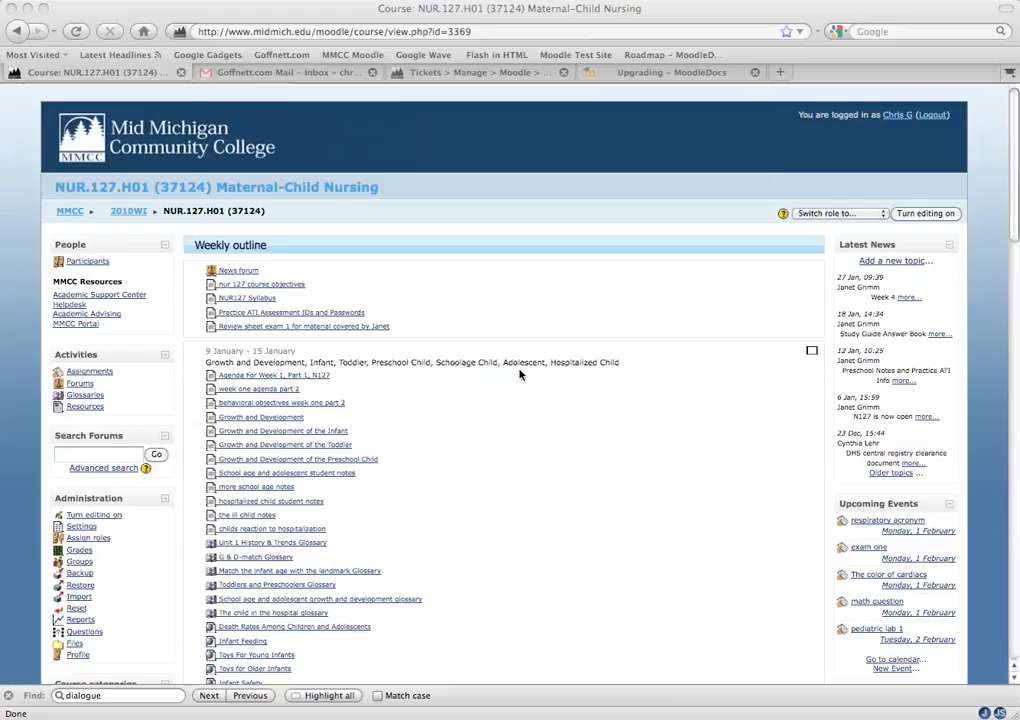 Course: NUR.127.H01 (37124) Maternal-Child Nursing
http://www.midmich.edu/moodle/course/view.php?id=3369
Google
Most Visited
Latest Headlines
Google Gadgets
Goffnett.com
MMCC Moodle
Google Wave
Flash in HTML
Moodle Test Site
Roadmap – MoodleD...
Course: NUR.127.H01 (37124) ...
Goffnett.com Mail – Inbox – chr...
Tickets > Manage > Moodle > ...
Upgrading – MoodleDocs
You are logged in as Chris G (Logout)
Mid Michigan
Community College
MMCC
NUR.127.H01 (37124) Maternal-Child Nursing
MMCC ► 2010WI ► NUR.127.H01 (37124)
Switch role to...
Turn editing on
People
Participants
MMCC Resources
Academic Support Center
Helpdesk
Academic Advising
MMCC Portal
Activities
Assignments
Forums
Glossaries
Resources
Search Forums
Go
Advanced search
Administration
Turn editing on
Settings
Assign roles
Grades
Groups
Backup
Restore
Import
Reset
Reports
Questions
Files
Profile
Course categories
Weekly outline
News forum
nur 127 course objectives
NUR127 Syllabus
Practice ATI Assessment IDs and Passwords
Review sheet exam 1 for material covered by Janet
9 January - 15 January
Growth and Development, Infant, Toddler, Preschool Child, Schoolage Child, Adolescent, Hospitalized Child
Agenda For Week 1, Part 1, N127
week one agenda part 2
behavioral objectives week one part 2
Growth and Development
Growth and Development of the Infant
Growth and Development of the Toddler
Growth and Development of the Preschool Child
School age and adolescent student notes
more school age notes
hospitalized child student notes
the ill child notes
childs reaction to hospitalization
Unit 1 History & Trends Glossary
G & D-match Glossary
Match the infant age with the landmark Glossary
Toddlers and Preschoolers Glossary
School age and adolescent growth and development glossary
The child in the hospital glossary
Death Rates Among Children and Adolescents
Infant Feeding
Toys For Young Infants
Toys for Older Infants
Infant Safety
Latest News
Add a new topic...
27 Jan, 09:39
Janet Grimm
Week 4 more...
18 Jan, 14:34
Janet Grimm
Study Guide Answer Book more...
12 Jan, 10:25
Janet Grimm
Preschool Notes and Practice ATI
Info more...
6 Jan, 15:59
Janet Grimm
N127 is now open more...
23 Dec, 15:44
Cynthia Lehr
DHS central registry clearance
document more...
Older topics ...
Upcoming Events
respiratory acronym
Monday, 1 February
exam one
Monday, 1 February
The color of cardiacs
Monday, 1 February
math question
Monday, 1 February
pediatric lab 1
Tuesday, 2 February
Go to calendar...
New Event...
Find: dialogue
Next
Previous
Highlight all
Match case
Done